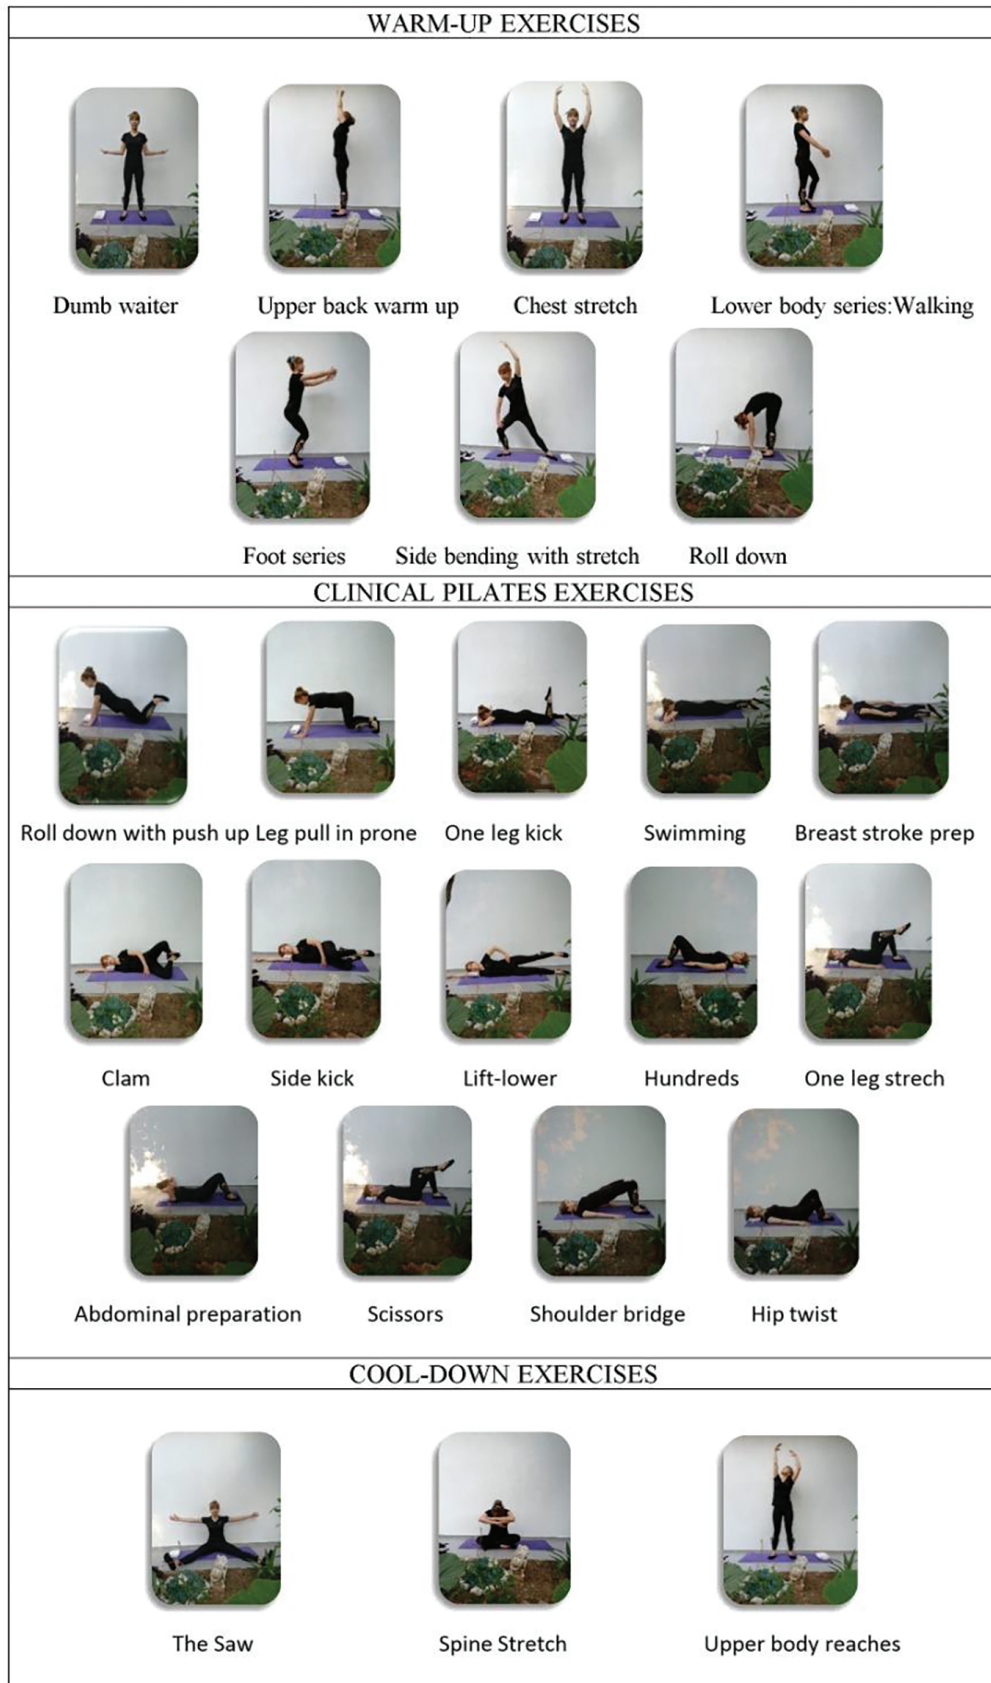 WARM-UP EXERCISES
Dumb waiter
Upper back warm up
Chest stretch
Lower body series:Walking
Foot series
Side bending with stretch
Roll down
CLINICAL PILATES EXERCISES
Roll down with push up
Leg pull in prone
One leg kick
Swimming
Breast stroke prep
Clam
Side kick
Lift-lower
Hundreds
One leg strech
Abdominal preparation
Scissors
Shoulder bridge
Hip twist
COOL-DOWN EXERCISES
The Saw
Spine Stretch
Upper body reaches